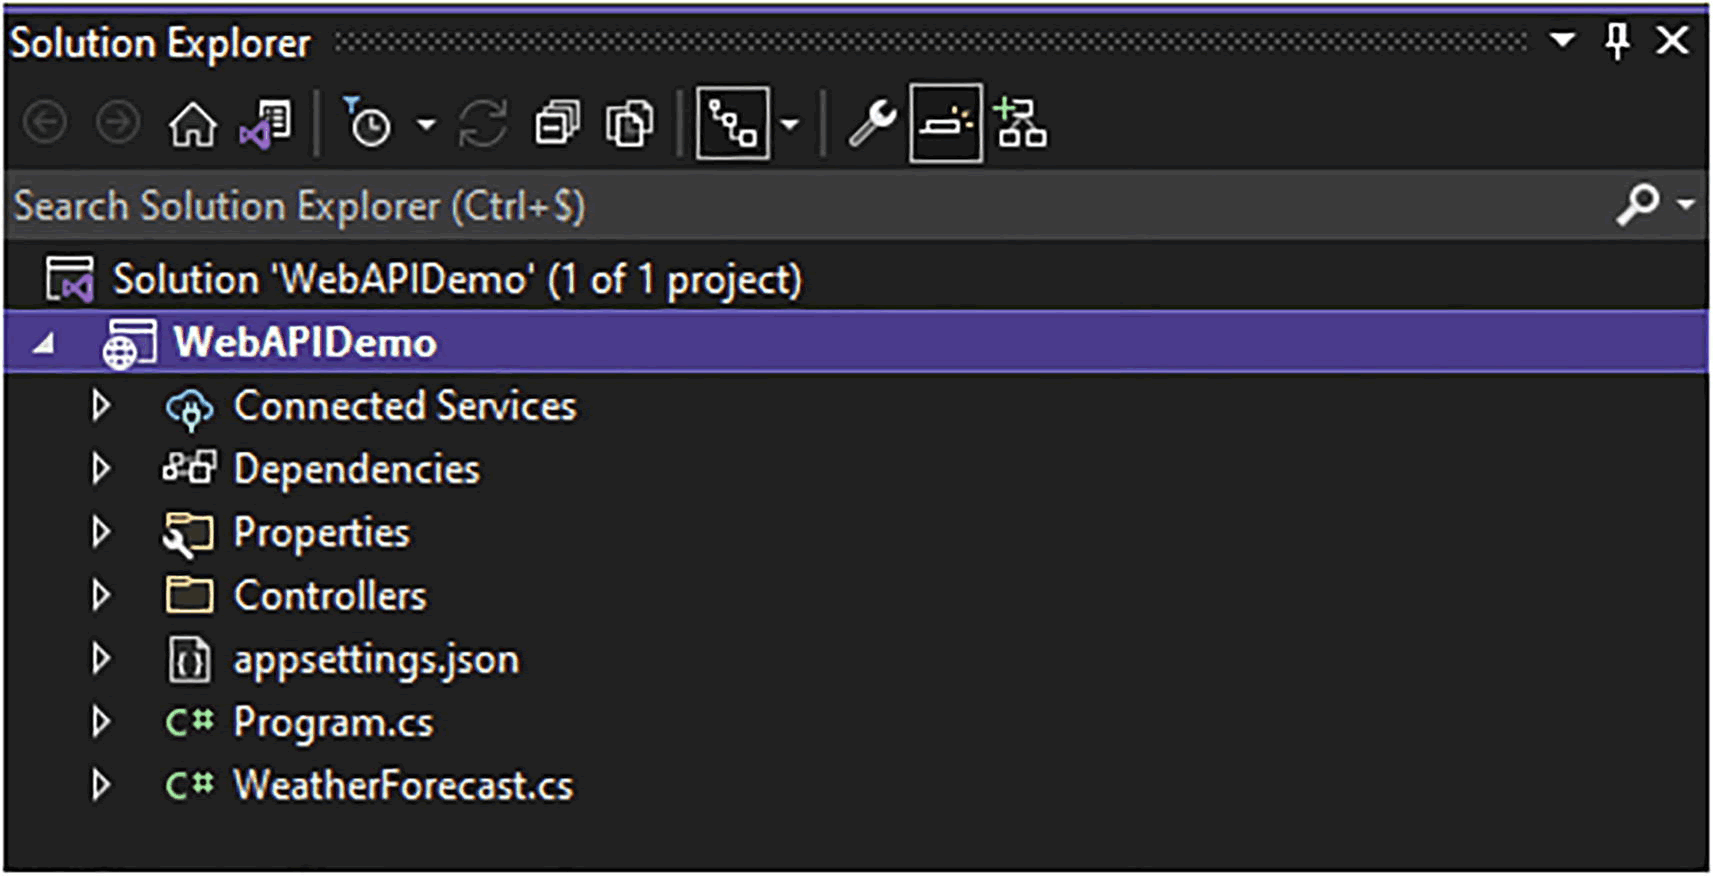 Solution Explorer
Search Solution Explorer (Ctrl+$)
Solution 'WebAPIDemo' (1 of 1 project)
WebAPIDemo
Connected Services
Dependencies
Properties
Controllers
appsettings.json
C# Program.cs
C# WeatherForecast.cs